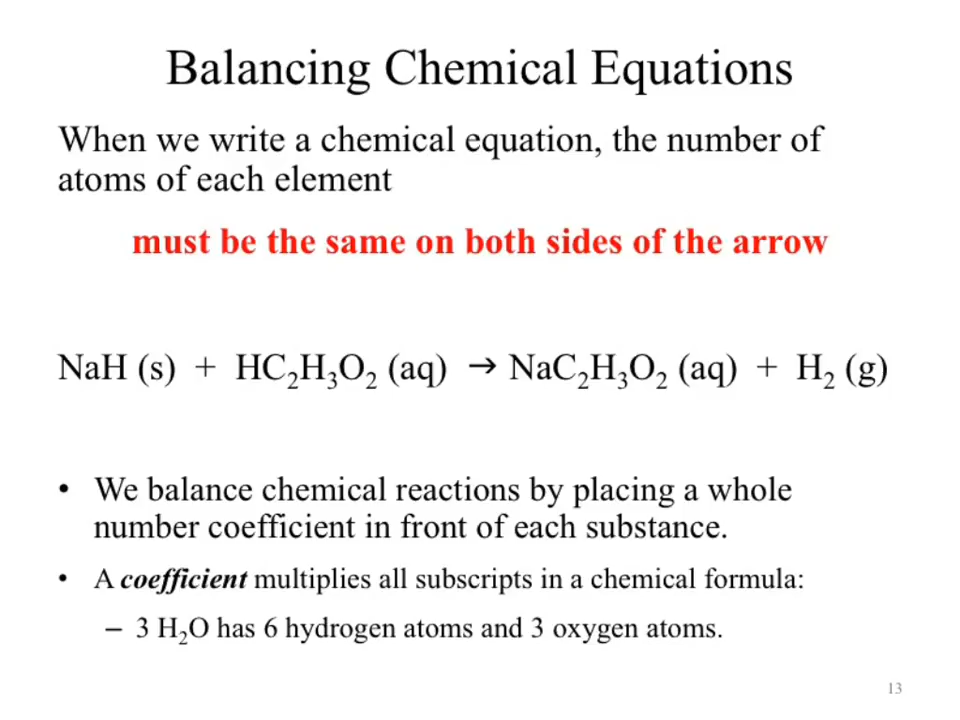 Balancing Chemical Equations
When we write a chemical equation, the number of
atoms of each element
must be the same on both sides of the arrow
NaH (s) + HC₂H₃O₂ (aq) → NaC₂H₃O₂ (aq) + H₂ (g)
• We balance chemical reactions by placing a whole
number coefficient in front of each substance.
• A coefficient multiplies all subscripts in a chemical formula:
– 3 H₂O has 6 hydrogen atoms and 3 oxygen atoms.
13